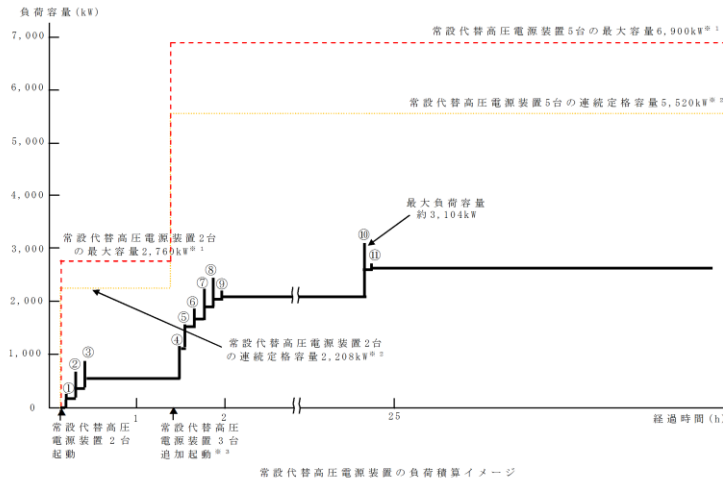 負荷容量(kW)
7,000
常設代替高圧電源装置5台の最大容量6,900kW※1
6,000
常設代替高圧電源装置5台の連続定格容量5,520kW※2
5,000
4,000
最大負荷容量
約3,104kW
⑩
⑪
3,000
常設代替高圧電源装置2台
の最大容量2,760kW※1
⑧
⑦
⑨
⑥
⑤
④
2,000
常設代替高圧電源装置2台
の連続定格容量2,208kW※2
1,000
③
②
①
0
1
2
25
経過時間(h)
常設代替高圧
電源装置2台
起動
常設代替高圧
電源装置3台
追加起動※3
常設代替高圧電源装置の負荷積算イメージ